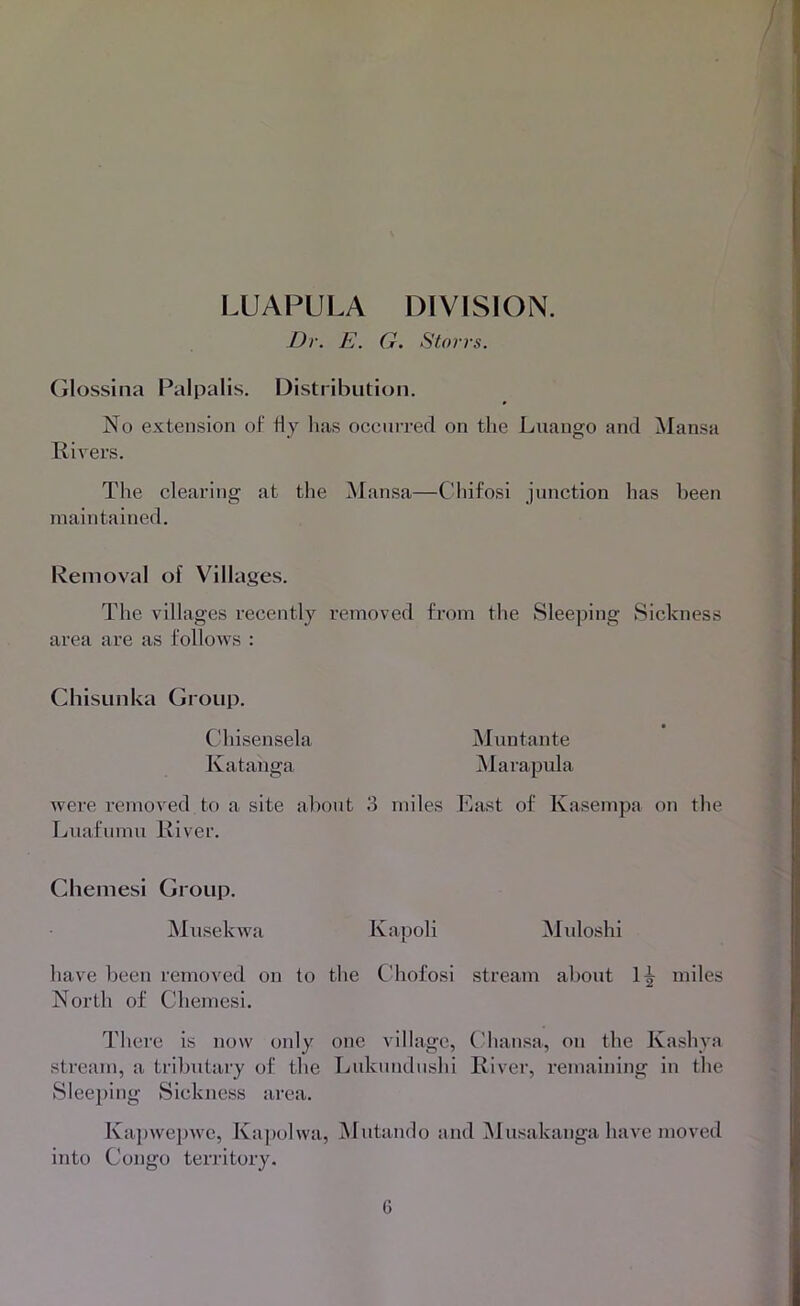 LUAPULA DIVISION.
Dr. E. G. Storrs.
Glossina Palpalis. Distribution.
No extension of fly has occurred on the Luango and Mansa
Rivers.
The clearing at the Mansa—Chifosi junction has been
maintained.
Removal of Villages.
The villages recently removed from the Sleeping Sickness
area are as follows :
Chisunka Group.
Chisensela Muntante
Katanga Marapula
were removed to a site about 3 miles East of Kasempa on the
Luafumu River.
Chemesi Group.
Musekwa Kapoli Muloshi
have been removed on to the Chofosi stream about 1½ miles
North of Chemesi.
There is now only one village, Chansa, on the Kashya
stream, a tributary of the Lukundushi River, remaining in the
Sleeping Sickness area.
Kapwepwe, Kapolwa, Mutando and Musakanga have moved
into Congo territory.
6